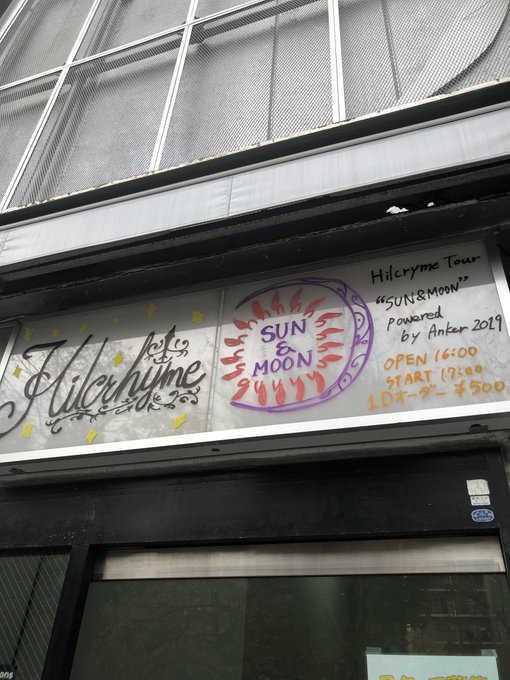 Hilcrhyme
SUN
&
MOON
Hilcryme Tour
"SUN&MOON"
Powered
by Anker 2019
OPEN 16:00
START 17:00
1Dオーダー ¥500
ons